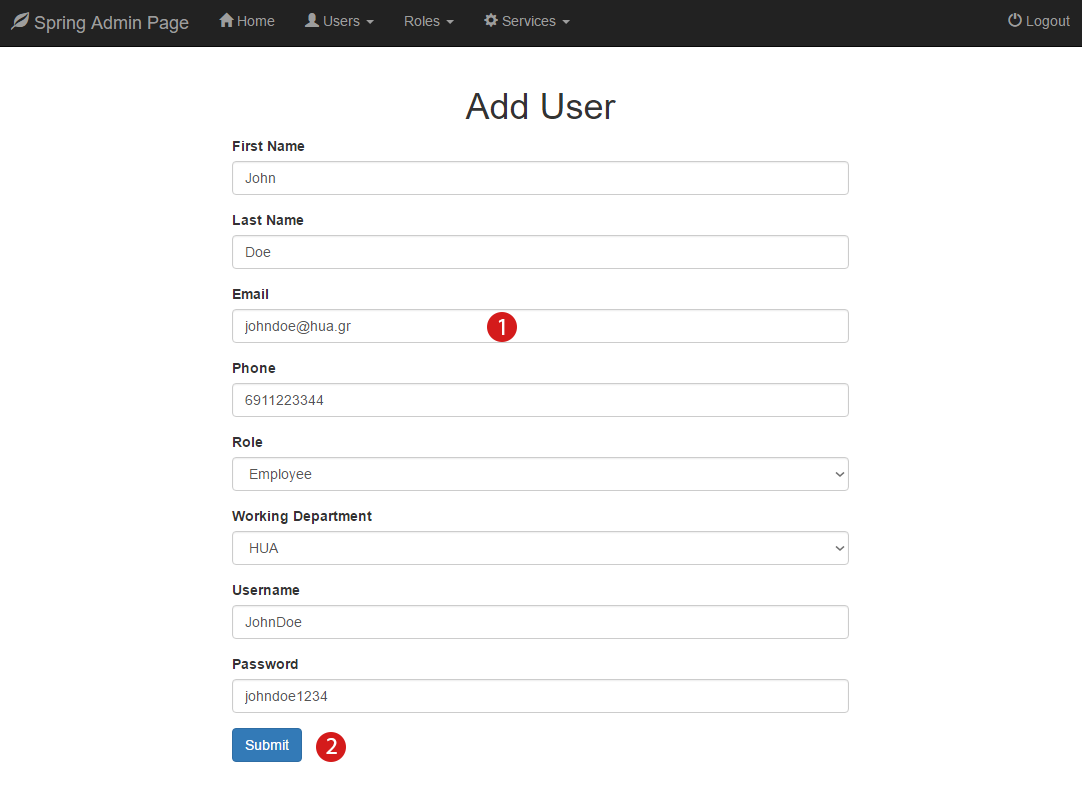 Spring Admin Page Home Users Roles Services Logout
Add User
First Name
John
Last Name
Doe
Email
johndoe@hua.gr 1
Phone
6911223344
Role
Employee
Working Department
HUA
Username
JohnDoe
Password
johndoe1234
Submit 2